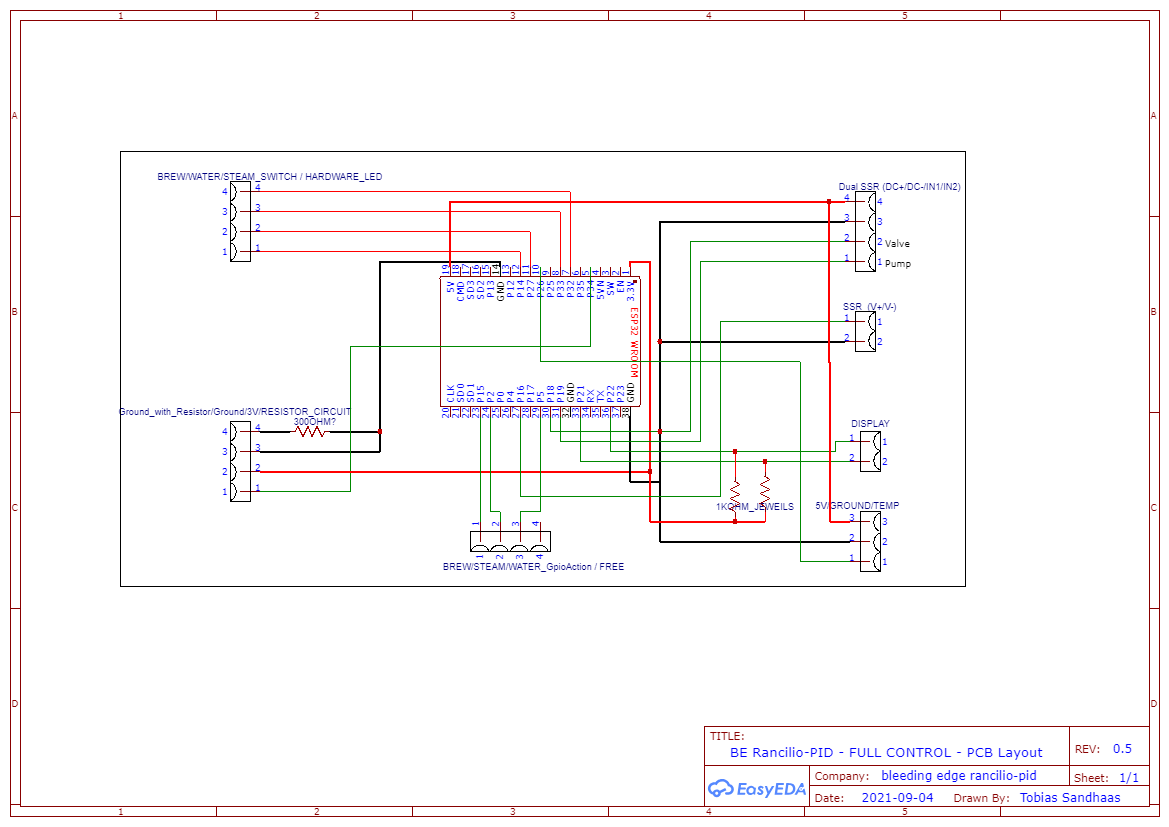 1 2 3 4 5
A A
BREW/WATER/STEAM_SWITCH / HARDWARE_LED
4 4
3 3
2 2
1 1
Dual SSR (DC+/DC-/IN1/IN2)
4 4
3 3
2 2 Valve
1 1 Pump
19 18 17 16 15 14 13 12 11 10 9 8 7 6 5 4 3 2 1
5V CMD SD3 SD2 P13 GND P12 P14 P27 P26 P25 P33 P32 P35 P34 5VN SW EN 3.3V
ESP32 WROOM
B B
SSR (V+/V-)
1 1
2 2
CLK SD0 SD1 P15 P2 P0 P4 P16 P17 P5 P18 P19 GND P21 RX TX P22 P23 GND
20 21 22 23 24 25 26 27 28 29 30 31 32 33 34 35 36 37 38
Ground_with_Resistor/Ground/3V/RESISTOR_CIRCUIT
300OHM?
4 4
3 3
2 2
1 1
DISPLAY
1 1
2 2
C C
1KOHM_JEWEILS
5V/GROUND/TEMP
3 3
2 2
1 1
1 2 3 4
1 2 3 4
BREW/STEAM/WATER_GpioAction / FREE
D D
TITLE:
BE Rancilio-PID - FULL CONTROL - PCB Layout
REV: 0.5
EasyEDA
Company: bleeding edge rancilio-pid
Sheet: 1/1
Date: 2021-09-04 Drawn By: Tobias Sandhaas
1 2 3 4 5